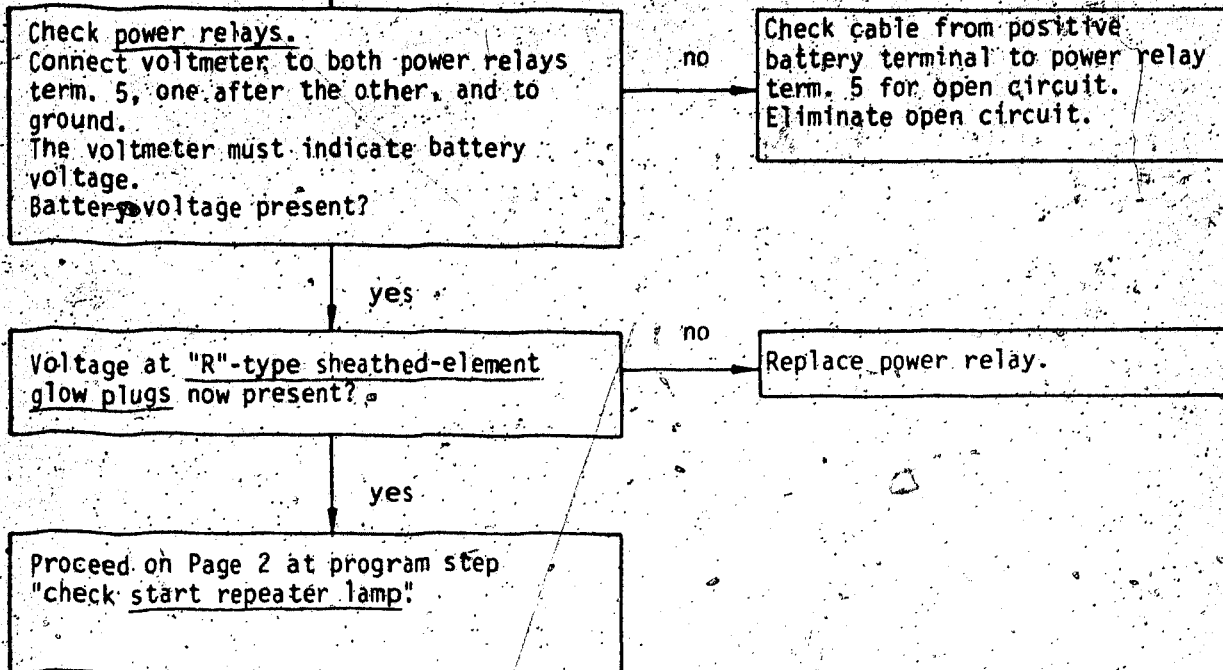 Check power relays.
Connect voltmeter to both power relays
term. 5, one after the other, and to
ground.
The voltmeter must indicate battery
voltage.
Battery voltage present?
no
Check cable from positive
battery terminal to power relay
term. 5 for open circuit.
Eliminate open circuit.
yes
Voltage at "R"-type sheathed-element
glow plugs now present?
no
Replace power relay.
yes
Proceed on Page 2 at program step
"check start repeater lamp".